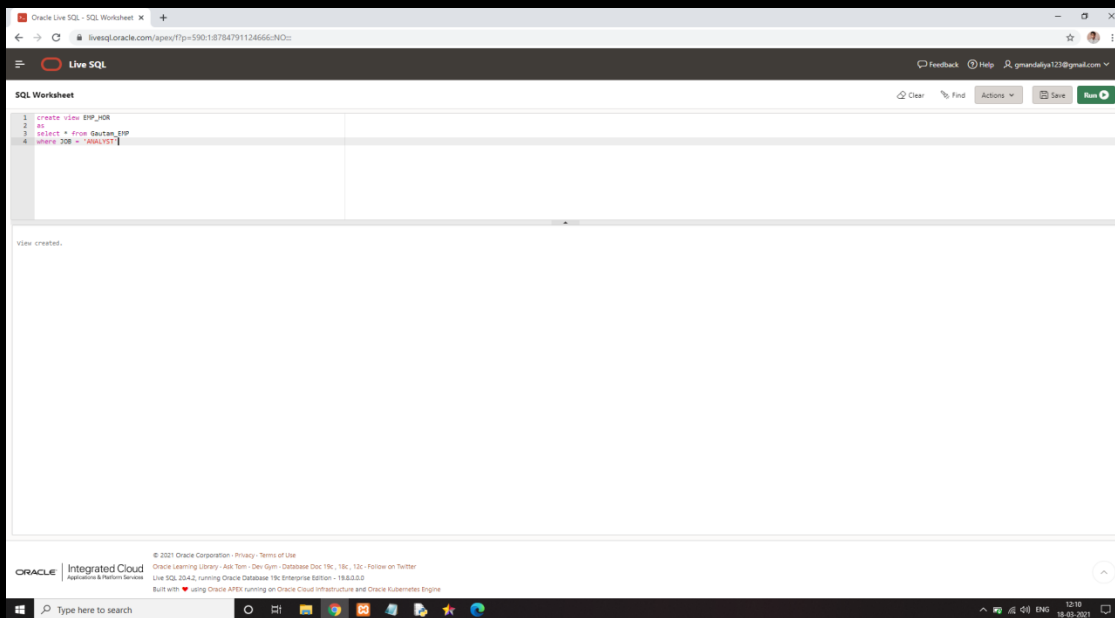 Oracle Live SQL - SQL Worksheet
livesql.oracle.com/apex/f?p=590:1:8784791124666::NO:::
Live SQL
Feedback Help gmandaliya123@gmail.com
SQL Worksheet
Clear Find Actions Save Run
1 create view EMP_HDR
2 as
3 select * from Gautam_EMP
4 where JOB = 'ANALYST'
View created.
© 2021 Oracle Corporation - Privacy - Terms of Use
Oracle Learning Library - Ask Tom - Dev Gym - Database Doc 19c, 18c, 12c - Follow on Twitter
Live SQL 20.4.2, running Oracle Database 19c Enterprise Edition - 19.8.0.0.0
Built with ❤ using Oracle APEX running on Oracle Cloud Infrastructure and Oracle Kubernetes Engine
ORACLE Integrated Cloud
Applications & Platform Services
Type here to search
ENG
12:10
18-03-2021